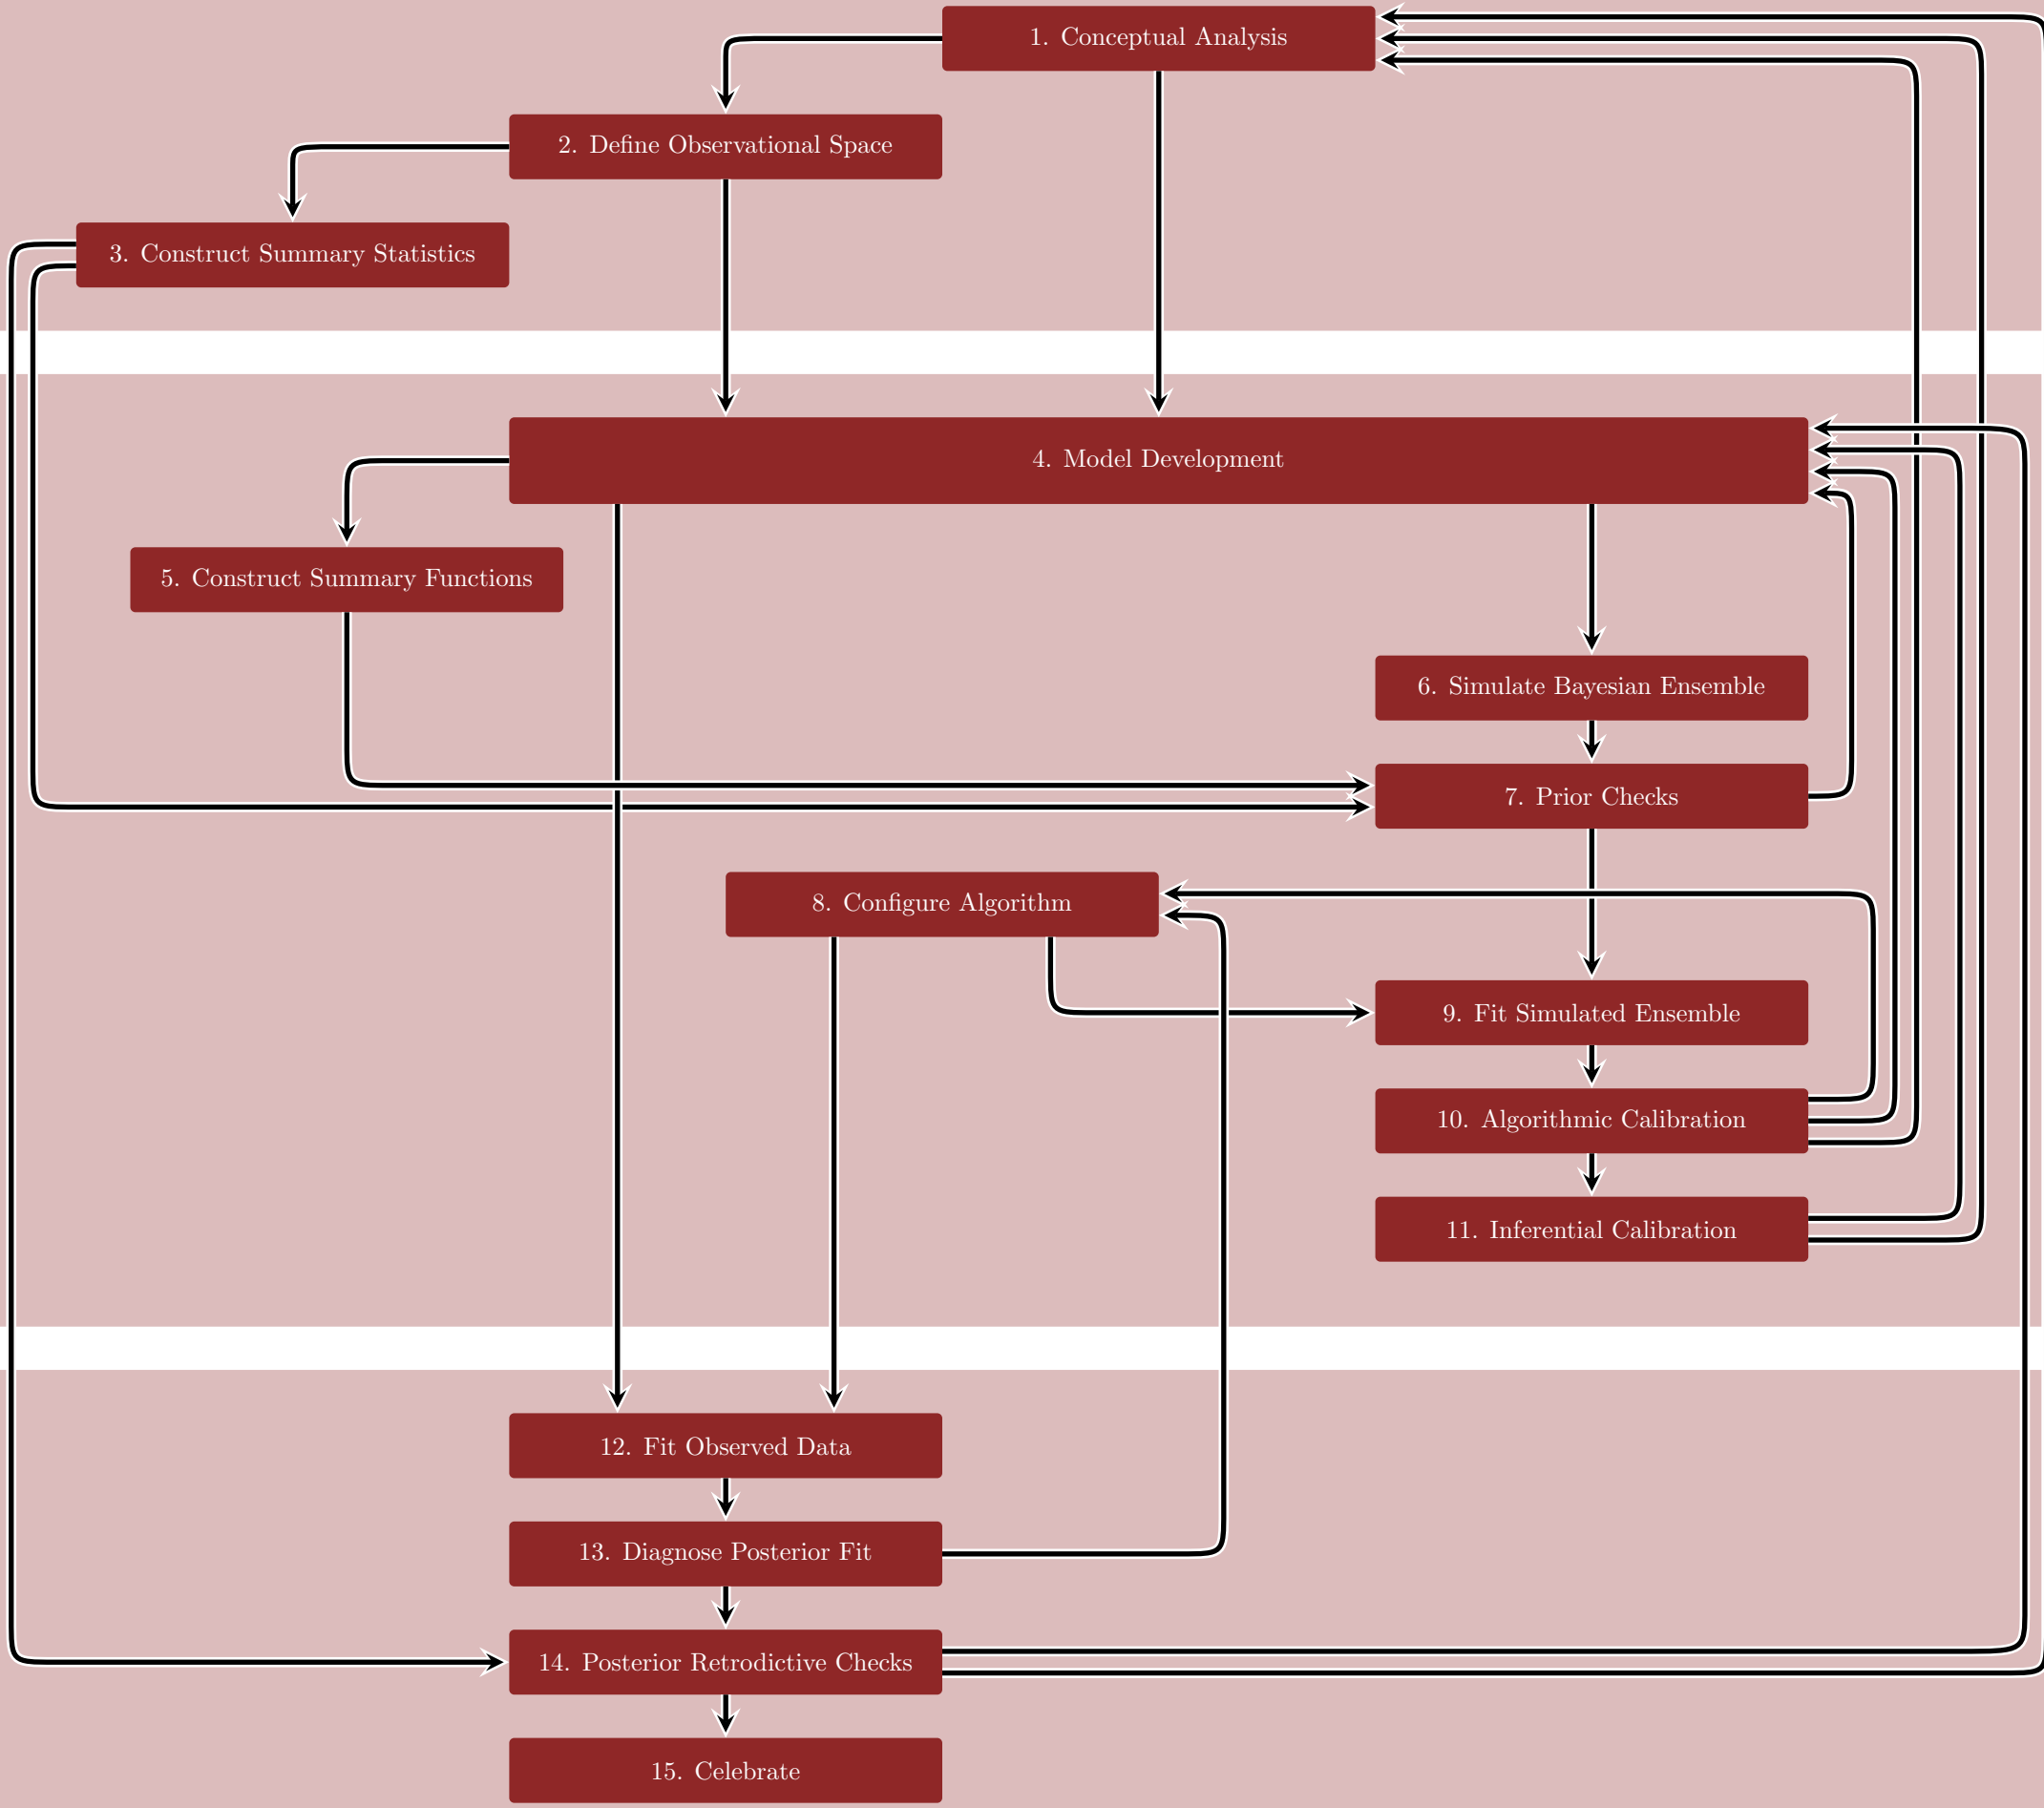 1. Conceptual Analysis
2. Define Observational Space
3. Construct Summary Statistics
4. Model Development
5. Construct Summary Functions
6. Simulate Bayesian Ensemble
7. Prior Checks
8. Configure Algorithm
9. Fit Simulated Ensemble
10. Algorithmic Calibration
11. Inferential Calibration
12. Fit Observed Data
13. Diagnose Posterior Fit
14. Posterior Retrodictive Checks
15. Celebrate